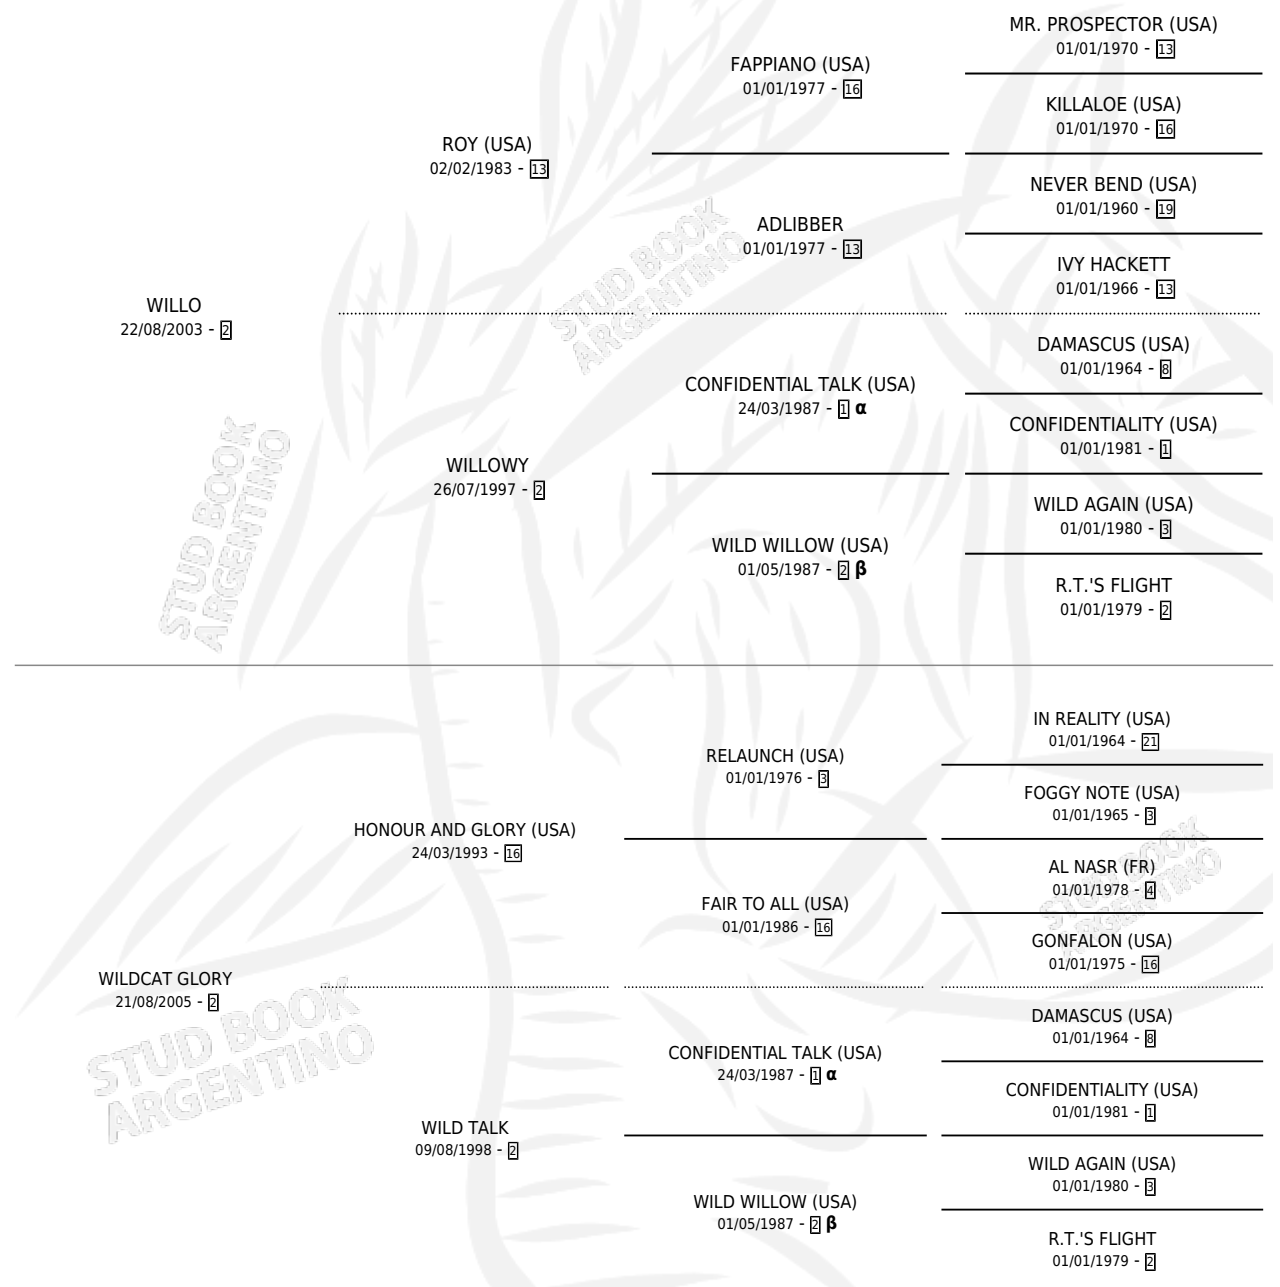 MR. PROSPECTOR (USA)
01/01/1970 - 13
FAPPIANO (USA)
01/01/1977 - 16
KILLALOE (USA)
01/01/1970 - 16
ROY (USA)
02/02/1983 - 13
NEVER BEND (USA)
01/01/1960 - 19
ADLIBBER
01/01/1977 - 13
IVY HACKETT
01/01/1966 - 13
WILLO
22/08/2003 - 2
DAMASCUS (USA)
01/01/1964 - 8
CONFIDENTIAL TALK (USA)
24/03/1987 - 1 α
CONFIDENTIALITY (USA)
01/01/1981 - 1
WILLOWY
26/07/1997 - 2
WILD AGAIN (USA)
01/01/1980 - 3
WILD WILLOW (USA)
01/05/1987 - 2 β
R.T.'S FLIGHT
01/01/1979 - 2
STUD BOOK
ARGENTINO
STUD BOOK
ARGENTINO
IN REALITY (USA)
01/01/1964 - 21
RELAUNCH (USA)
01/01/1976 - 3
FOGGY NOTE (USA)
01/01/1965 - 3
HONOUR AND GLORY (USA)
24/03/1993 - 16
AL NASR (FR)
01/01/1978 - 4
FAIR TO ALL (USA)
01/01/1986 - 16
GONFALON (USA)
01/01/1975 - 16
WILDCAT GLORY
21/08/2005 - 2
DAMASCUS (USA)
01/01/1964 - 8
CONFIDENTIAL TALK (USA)
24/03/1987 - 1 α
CONFIDENTIALITY (USA)
01/01/1981 - 1
WILD TALK
09/08/1998 - 2
WILD AGAIN (USA)
01/01/1980 - 3
WILD WILLOW (USA)
01/05/1987 - 2 β
R.T.'S FLIGHT
01/01/1979 - 2
STUD BOOK
ARGENTINO
STUD BOOK
ARGENTINO